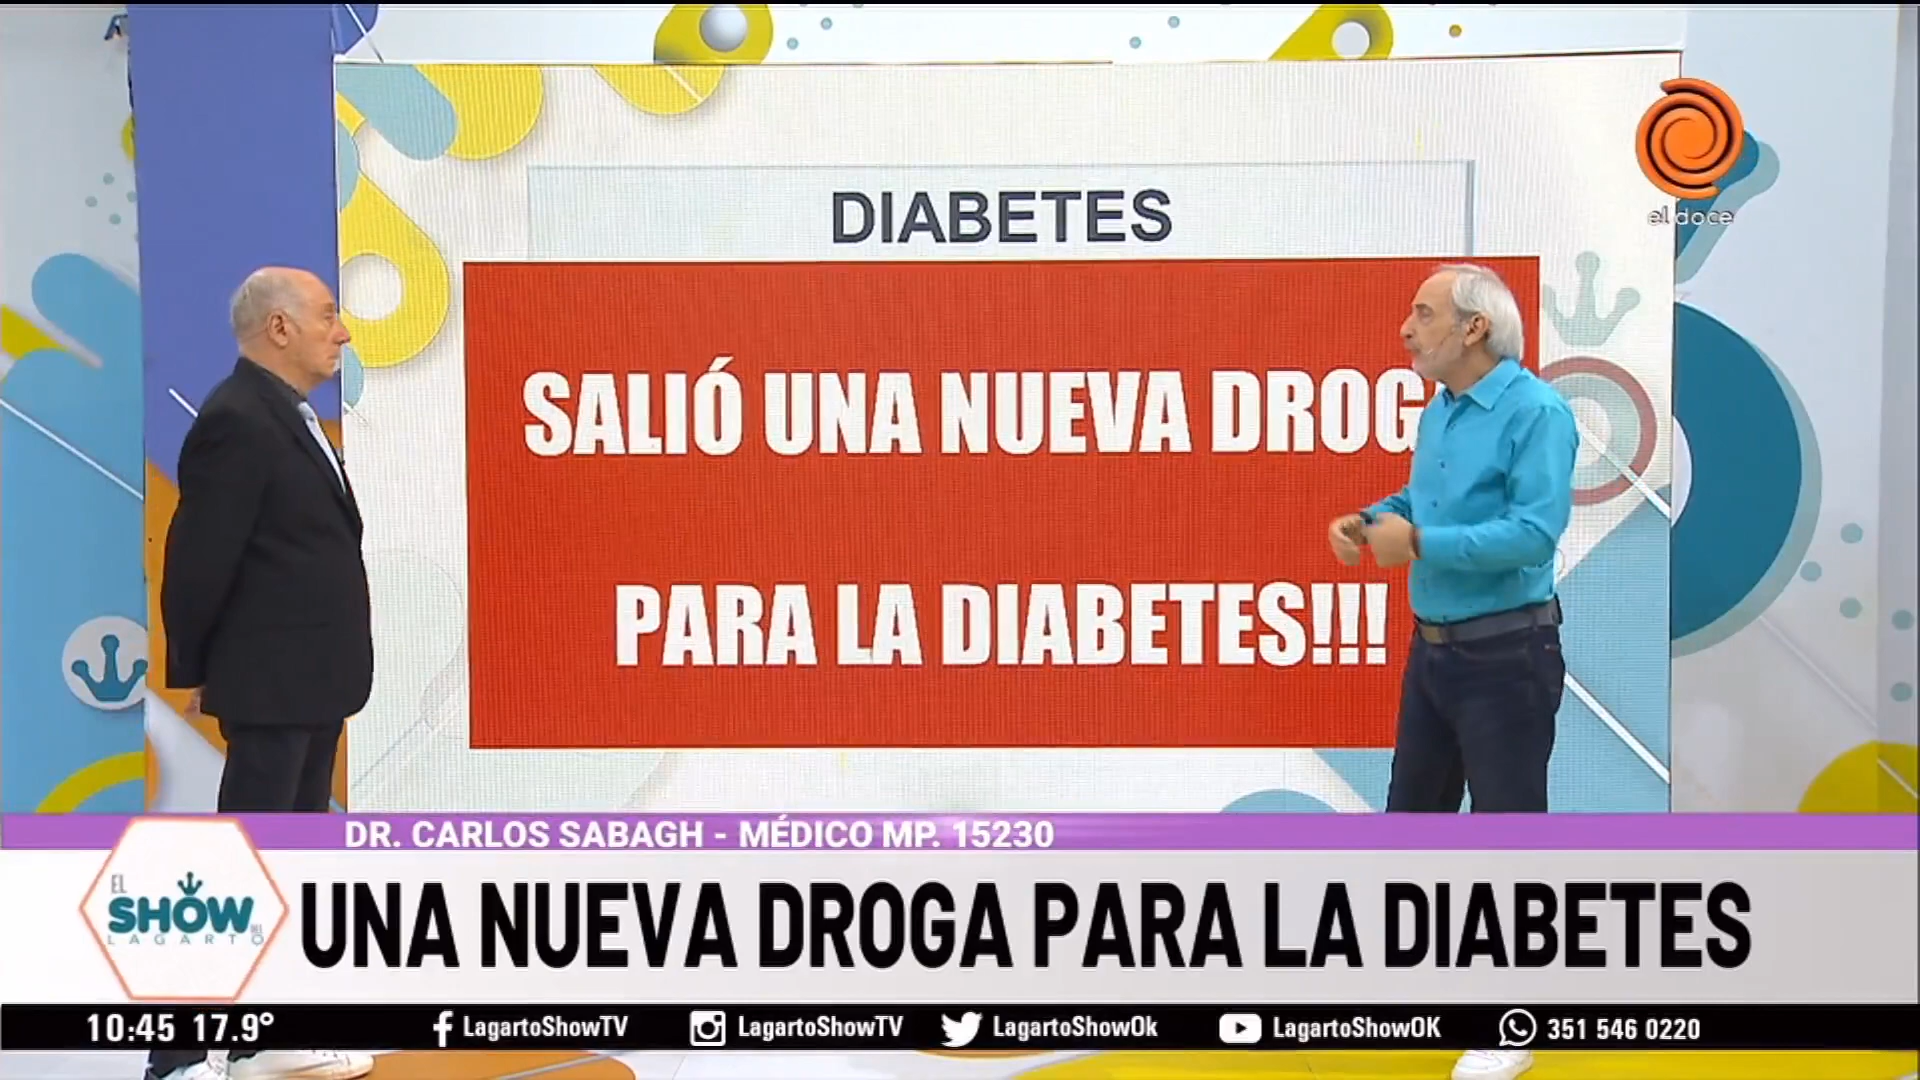 el doce
DIABETES
SALIÓ UNA NUEVA DROG
PARA LA DIABETES!!!
DR. CARLOS SABAGH - MÉDICO MP. 15230
EL
SHOW
DEL
LAGARTO
UNA NUEVA DROGA PARA LA DIABETES
10:45 17.9° LagartoShowTV LagartoShowTV LagartoShowOk LagartoShowOK 351 546 0220